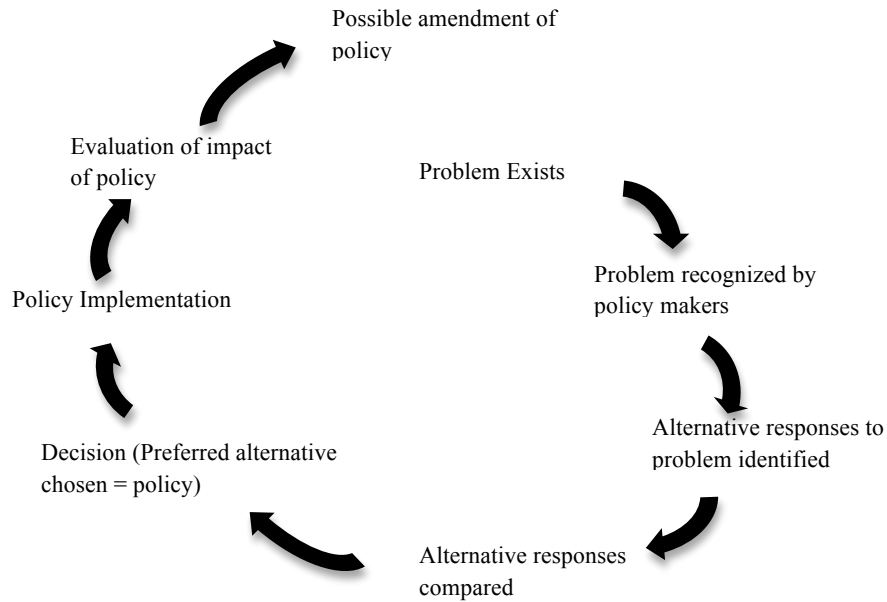 Possible amendment of
policy
Evaluation of impact
of policy
Problem Exists
Problem recognized by
policy makers
Policy Implementation
Alternative responses to
problem identified
Decision (Preferred alternative
chosen = policy)
Alternative responses
compared